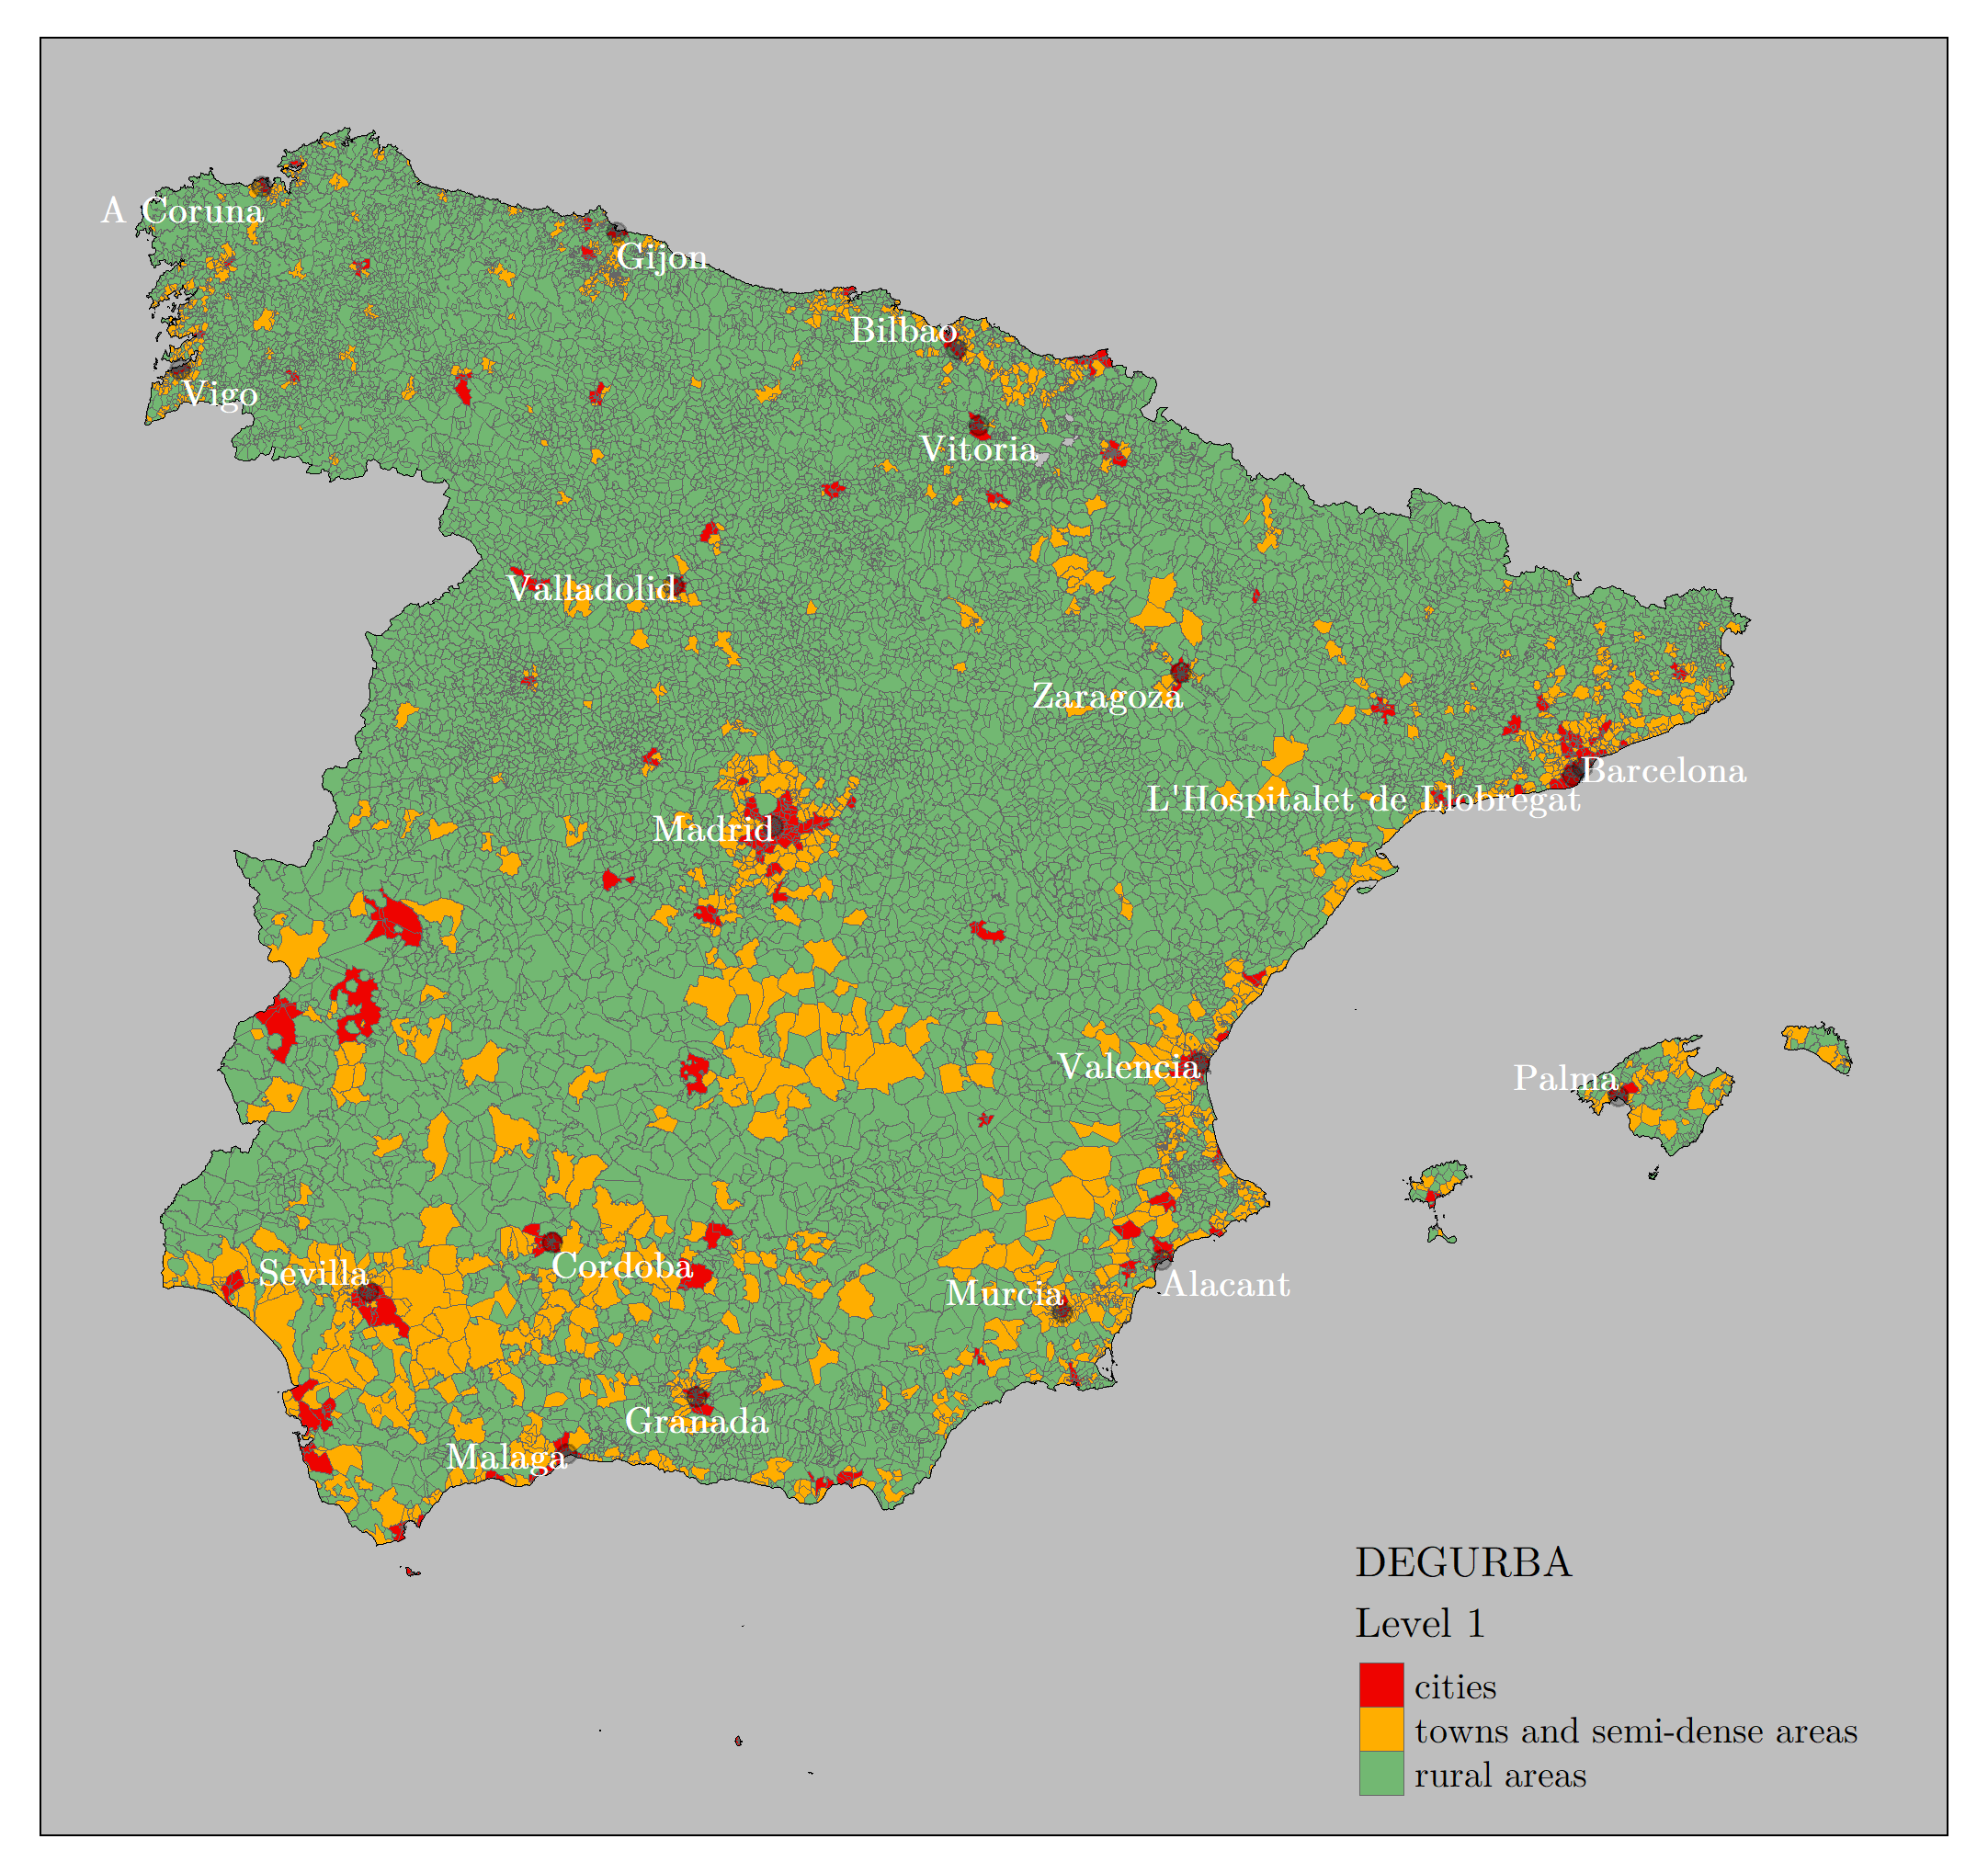 A Coruna
Gijon
Bilbao
Vigo
Vitoria
Valladolid
Zaragoza
Barcelona
L'Hospitalet de Llobregat
Madrid
Valencia
Palma
Sevilla
Cordoba
Alacant
Murcia
Granada
Malaga
DEGURBA
Level 1
cities
towns and semi-dense areas
rural areas